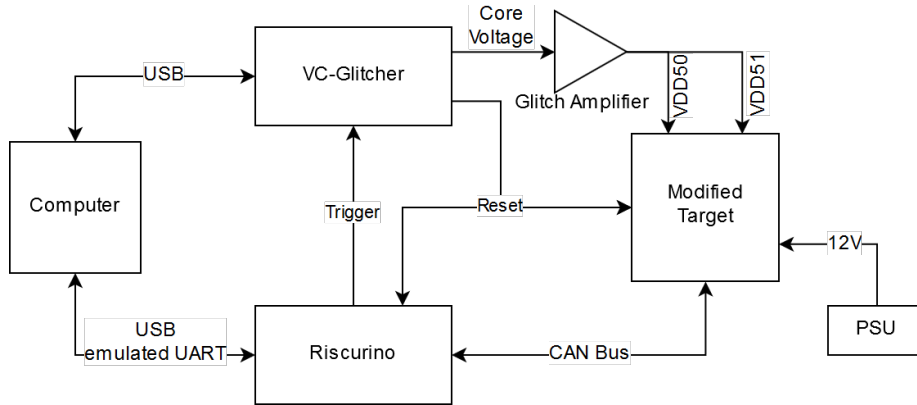 Core
Voltage
USB
VC-Glitcher
Glitch Amplifier
VDD50
VDD51
Computer
Trigger
Reset
Modified
Target
12V
USB
emulated UART
Riscurino
CAN Bus
PSU